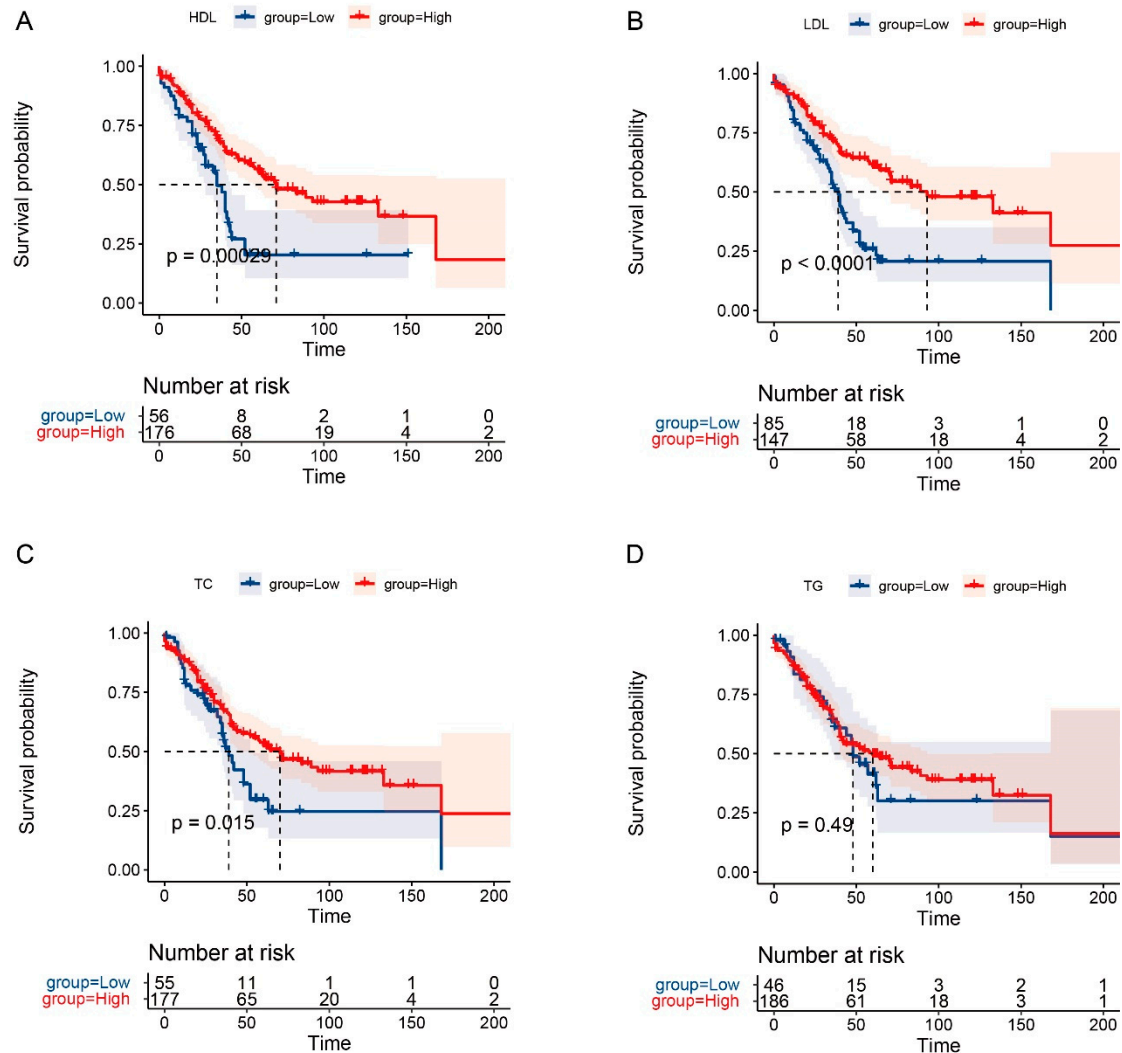 A
HDL group=Low group=High
Survival probability
1.00
0.75
0.50
0.25
0.00
p = 0.00029
0 50 100 150 200
Time
Number at risk
group=Low 56 8 2 1 0
group=High 176 68 19 4 2
0 50 100 150 200
Time
B
LDL group=Low group=High
Survival probability
1.00
0.75
0.50
0.25
0.00
p < 0.0001
0 50 100 150 200
Time
Number at risk
group=Low 85 18 3 1 0
group=High 147 58 18 4 2
0 50 100 150 200
Time
C
TC group=Low group=High
Survival probability
1.00
0.75
0.50
0.25
0.00
p = 0.015
0 50 100 150 200
Time
Number at risk
group=Low 55 11 1 1 0
group=High 177 65 20 4 2
0 50 100 150 200
Time
D
TG group=Low group=High
Survival probability
1.00
0.75
0.50
0.25
0.00
p = 0.49
0 50 100 150 200
Time
Number at risk
group=Low 46 15 3 2 1
group=High 186 61 18 3 1
0 50 100 150 200
Time